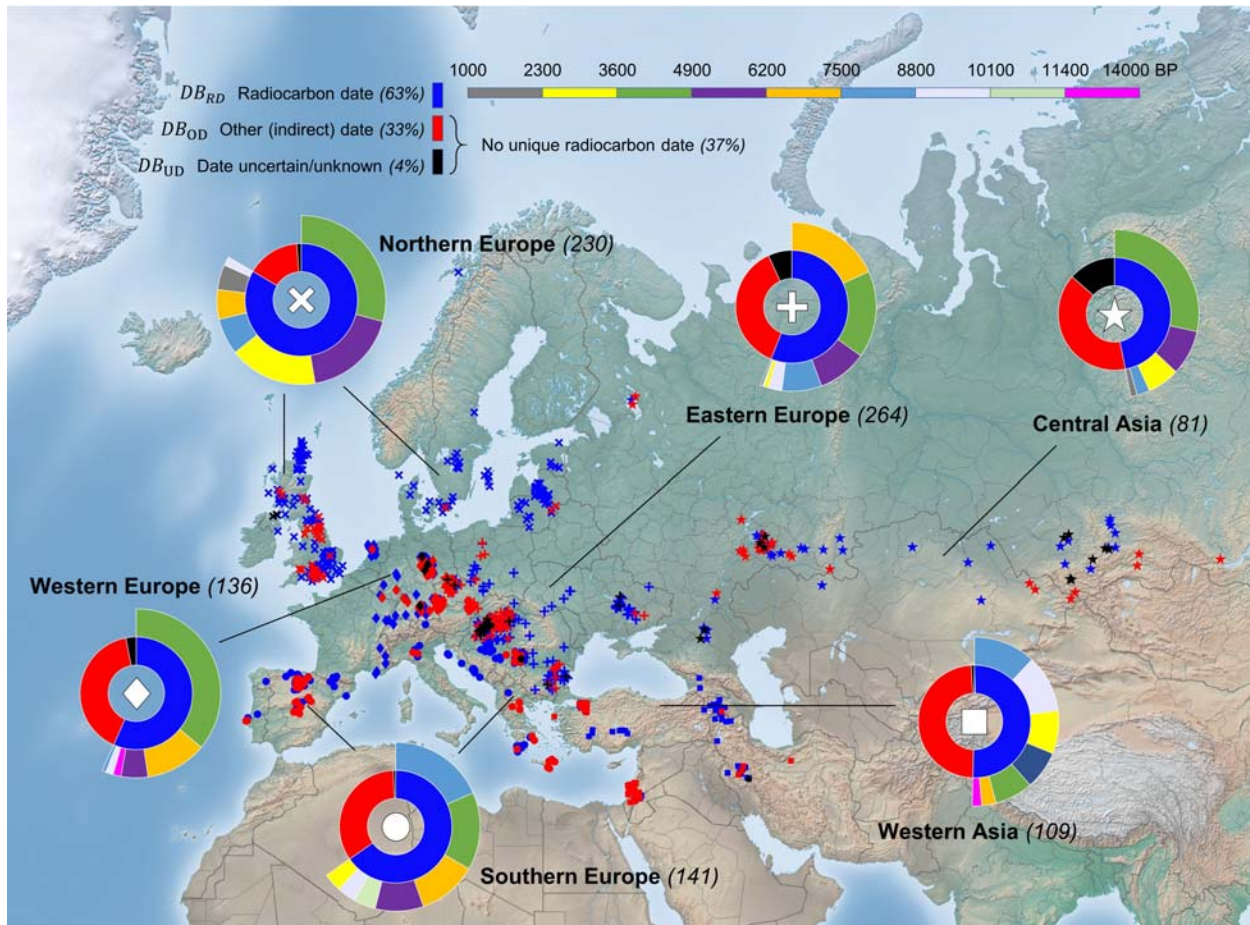 1000 2300 3600 4900 6200 7500 8800 10100 11400 14000 BP
DB_RD Radiocarbon date (63%)
DB_OD Other (indirect) date (33%)
No unique radiocarbon date (37%)
DB_UD Date uncertain/unknown (4%)
Northern Europe (230)
Eastern Europe (264)
Central Asia (81)
Western Europe (136)
Western Asia (109)
Southern Europe (141)